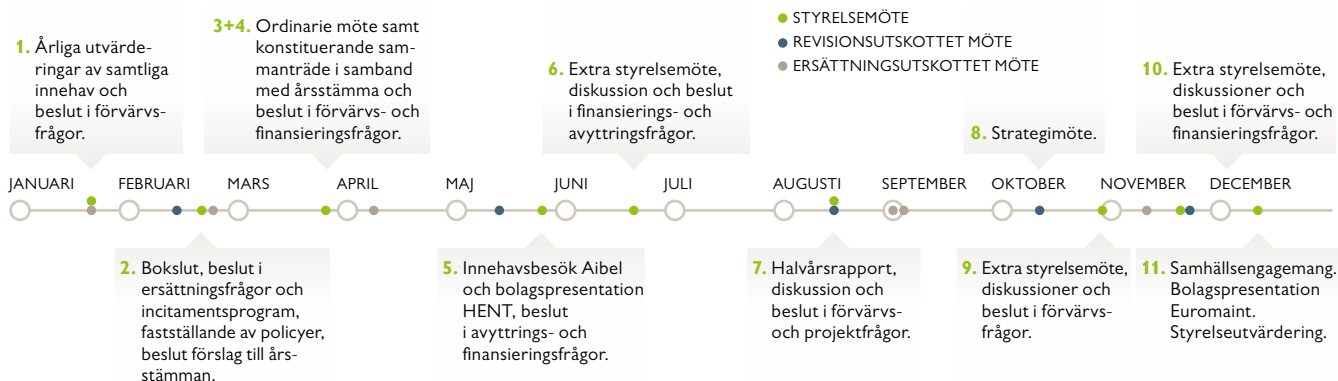 1. Årliga utvärde-
ringar av samtliga
innehav och
beslut i förvärvs-
frågor.
3+4. Ordinarie möte samt
konstituerande sam-
manträde i samband
med årsstämma och
beslut i förvärvs- och
finansieringsfrågor.
6. Extra styrelsemöte,
diskussion och beslut
i finansierings- och
avyttringsfrågor.
STYRELSEMÖTE
REVISIONSUTSKOTTET MÖTE
ERSÄTTNINGSUTSKOTTET MÖTE
8. Strategimöte.
10. Extra styrelsemöte,
diskussioner och
beslut i förvärvs- och
finansieringsfrågor.
JANUARI FEBRUARI MARS APRIL MAJ JUNI JULI AUGUSTI SEPTEMBER OKTOBER NOVEMBER DECEMBER
2. Bokslut, beslut i
ersättningsfrågor och
incitamentsprogram,
fastställande av policyer,
beslut förslag till års-
stämman.
5. Innehavsbesök Aibel
och bolagspresentation
HENT, beslut
i avyttrings- och
finansieringsfrågor.
7. Halvårsrapport,
diskussion och
beslut i förvärvs-
och projektfrågor.
9. Extra styrelsemöte,
diskussioner och
beslut i förvärvs-
frågor.
11. Samhällsengagemang.
Bolagspresentation
Euromaint.
Styrelseutvärdering.